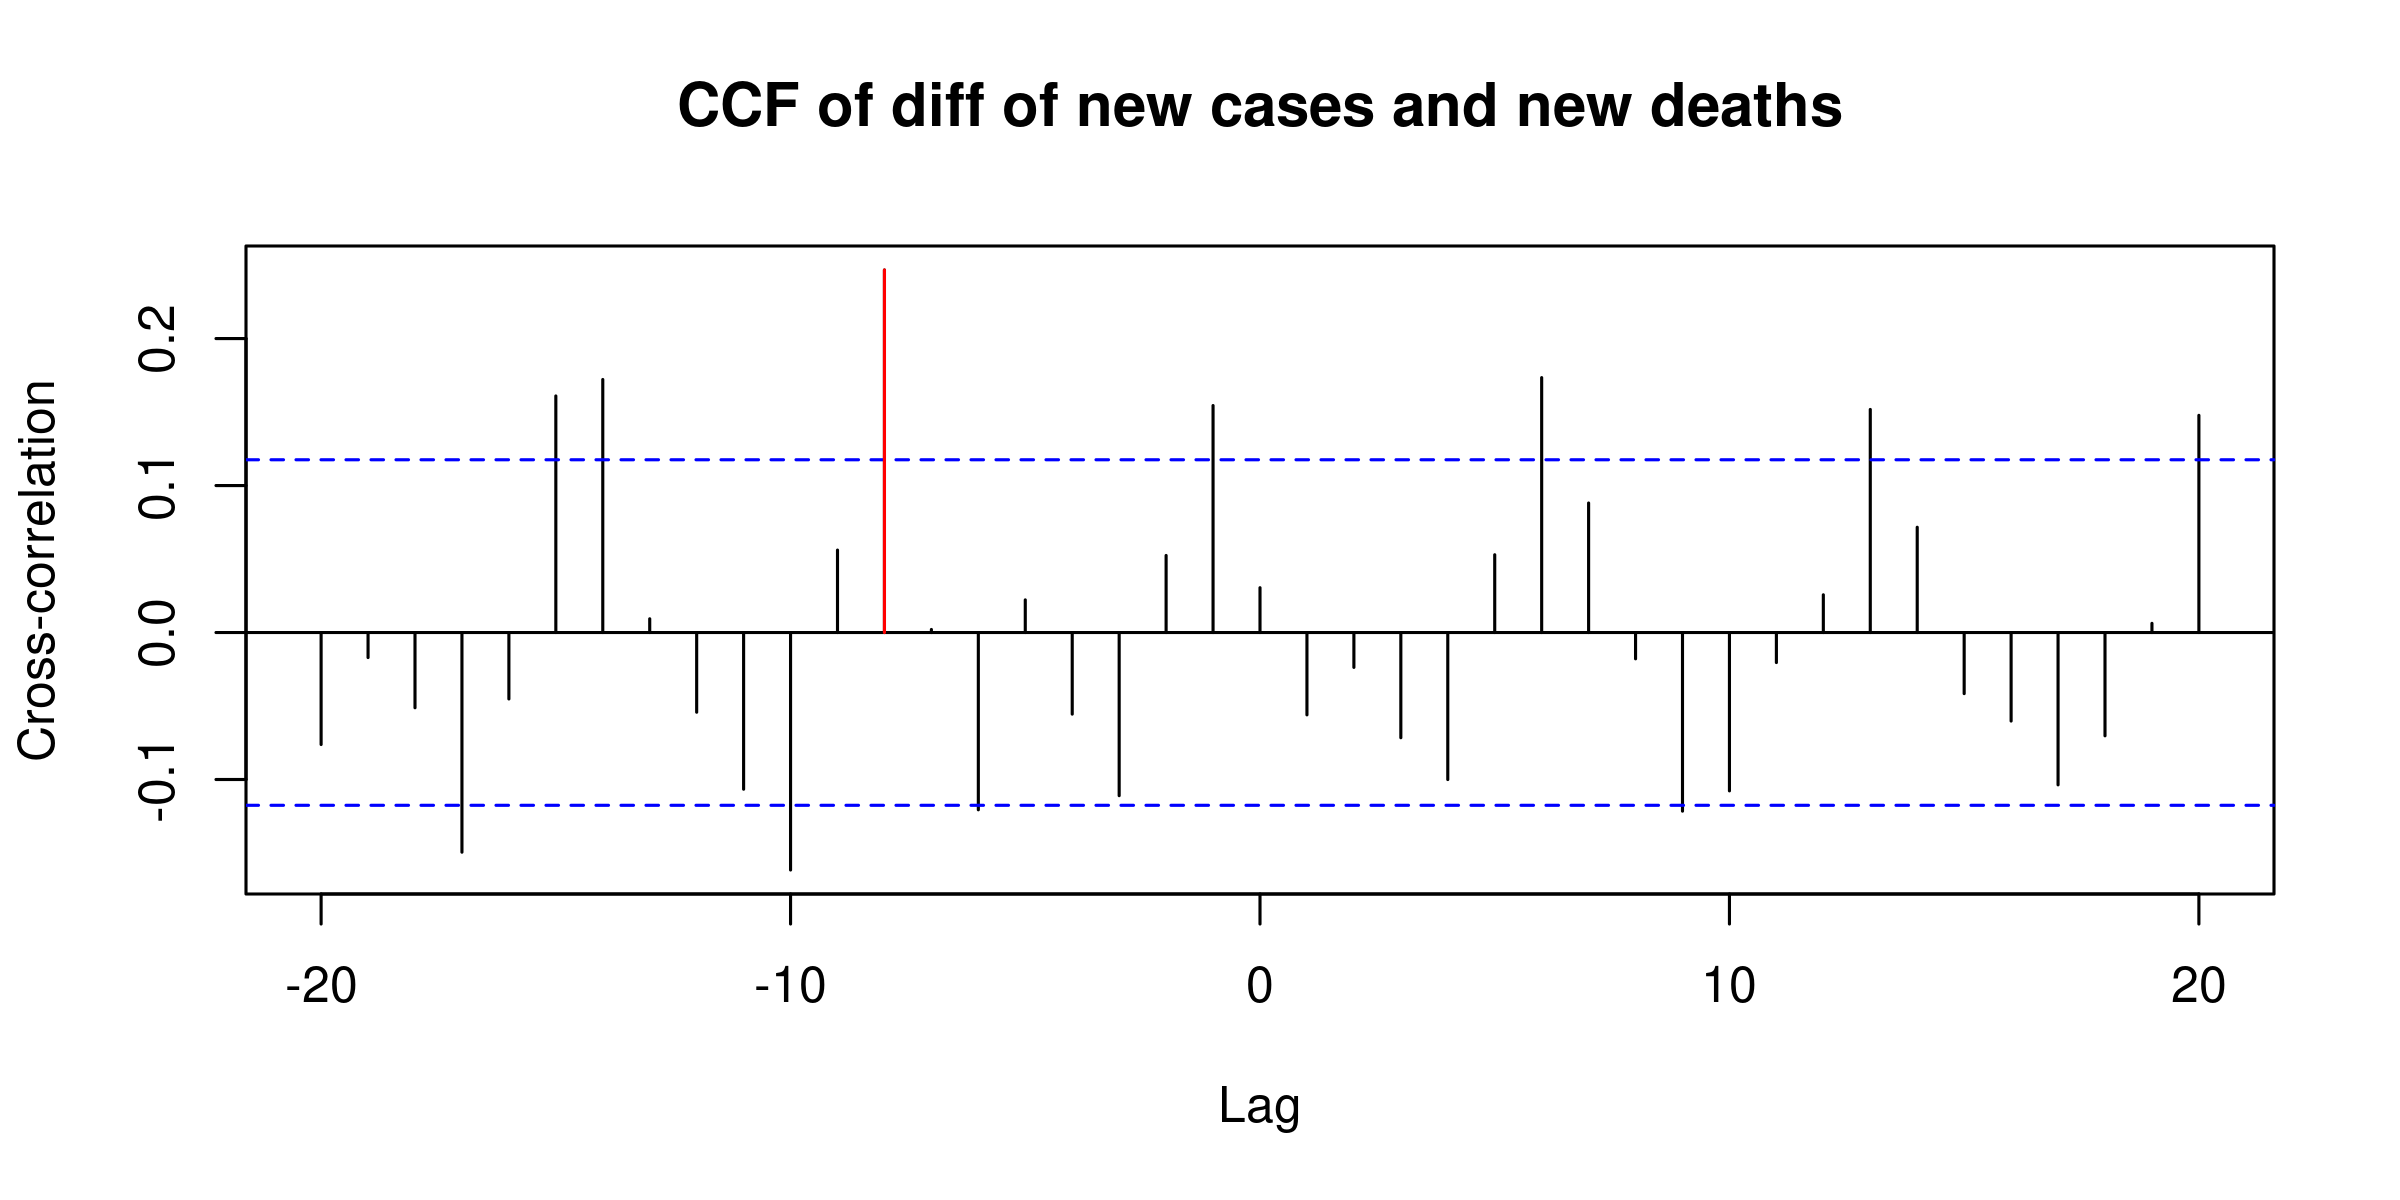 CCF of diff of new cases and new deaths
Cross-correlation
0.2
0.1
0.0
-0.1
-20 -10 0 10 20
Lag